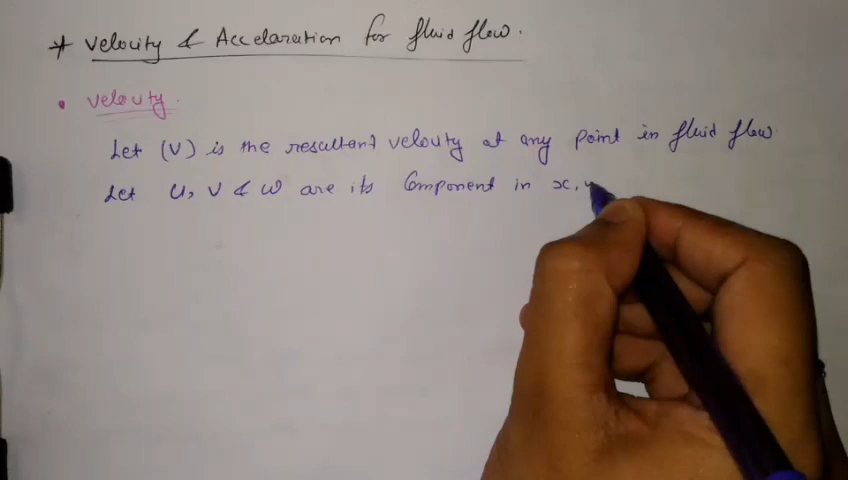 * Velocity & Accelaration for fluid flow.
• Velocity.
Let (V) is the resultant velocity at any point in fluid flow.
Let u, v & w are its Component in x, y